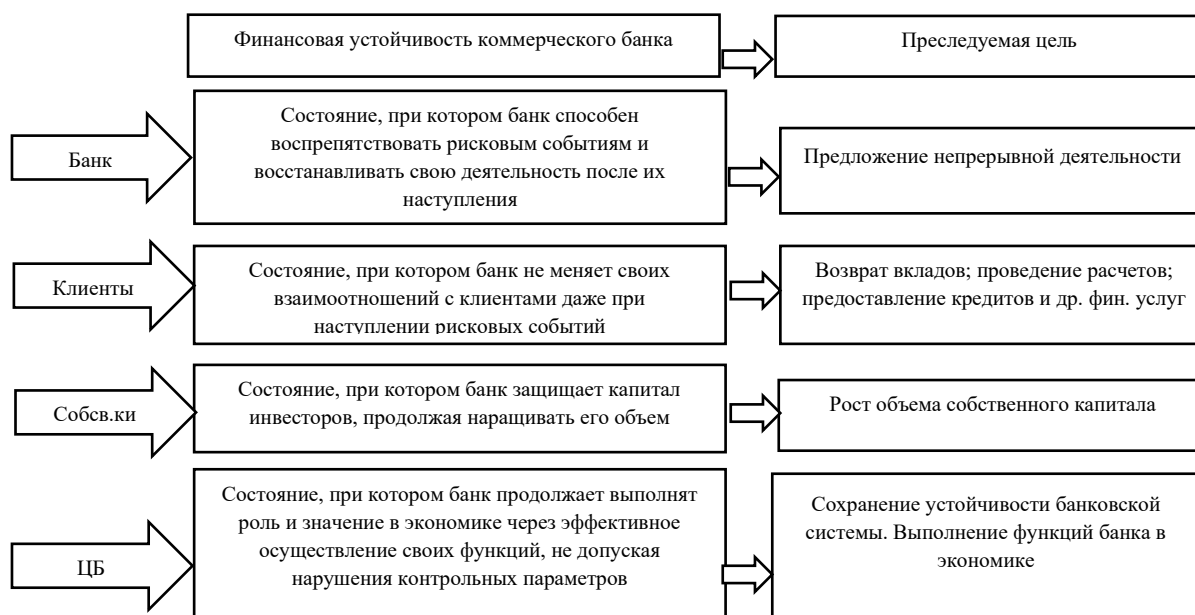 Финансовая устойчивость коммерческого банка
Преследуемая цель
Банк
Состояние, при котором банк способен
воспрепятствовать рисковым событиям и
восстанавливать свою деятельность после их
наступления
Предложение непрерывной деятельности
Клиенты
Состояние, при котором банк не меняет своих
взаимоотношений с клиентами даже при
наступлении рисковых событий
Возврат вкладов; проведение расчетов;
предоставление кредитов и др. фин. услуг
Собсв.ки
Состояние, при котором банк защищает капитал
инвесторов, продолжая наращивать его объем
Рост объема собственного капитала
ЦБ
Состояние, при котором банк продолжает выполнят
роль и значение в экономике через эффективное
осуществление своих функций, не допуская
нарушения контрольных параметров
Сохранение устойчивости банковской
системы. Выполнение функций банка в
экономике